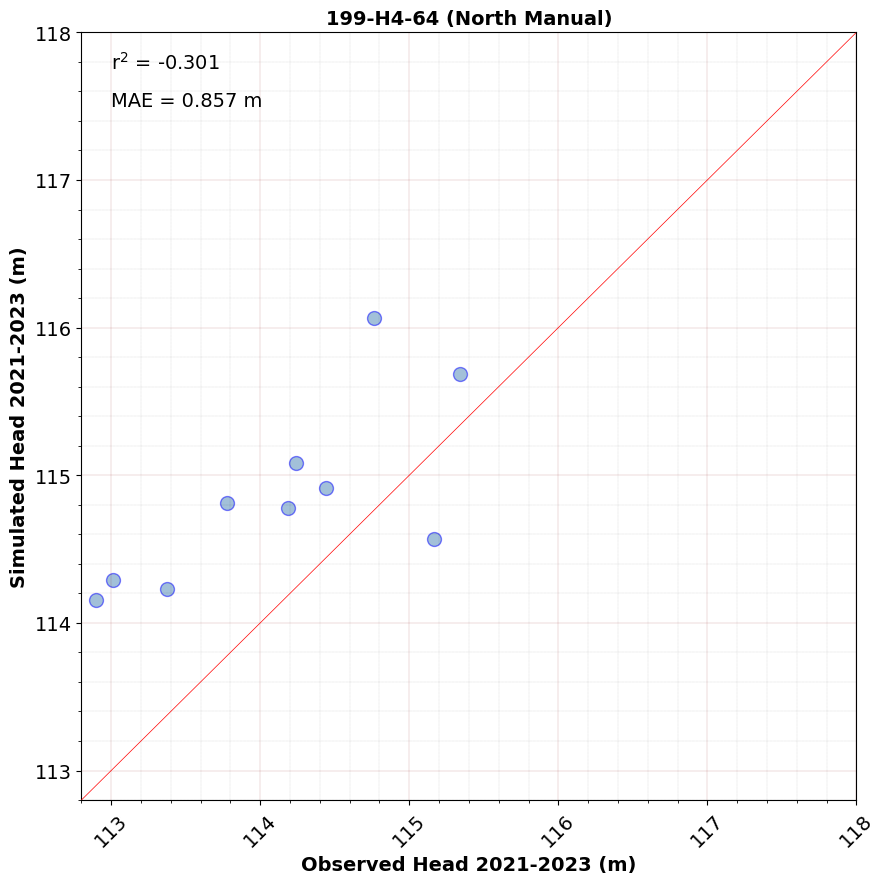 199-H4-64 (North Manual)
r² = -0.301
MAE = 0.857 m
118
117
116
115
114
113
Simulated Head 2021-2023 (m)
113
114
115
116
117
118
Observed Head 2021-2023 (m)